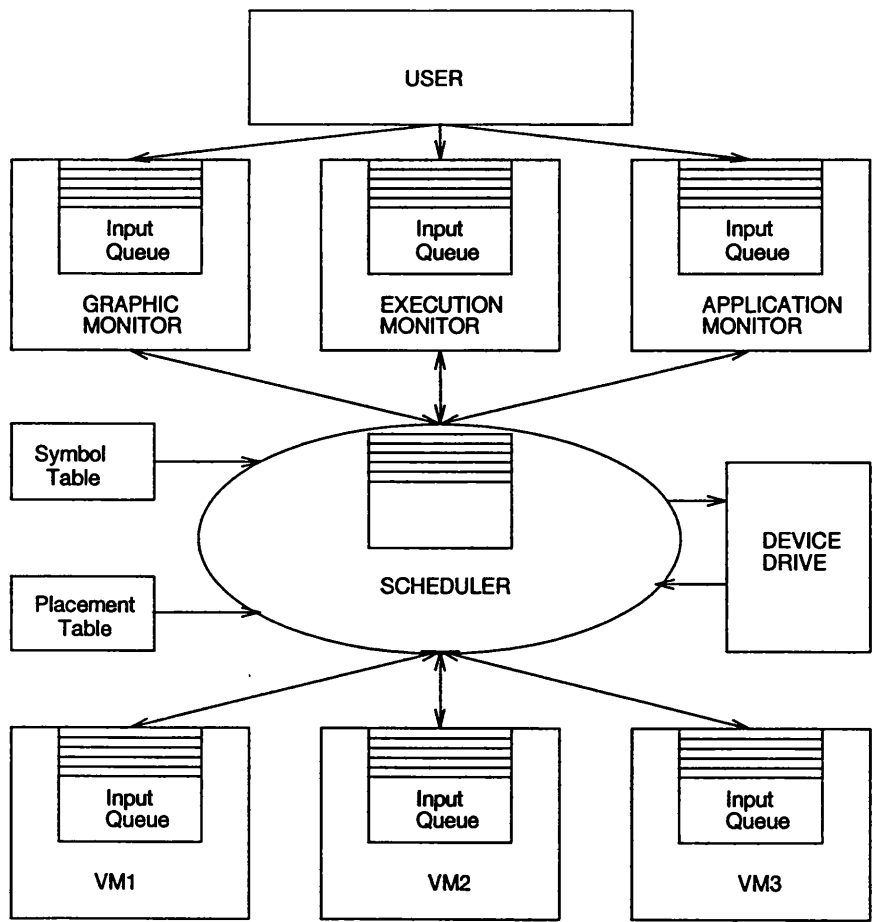 USER
Input
Queue
GRAPHIC
MONITOR
Input
Queue
EXECUTION
MONITOR
Input
Queue
APPLICATION
MONITOR
Symbol
Table
Placement
Table
SCHEDULER
DEVICE
DRIVE
Input
Queue
VM1
Input
Queue
VM2
Input
Queue
VM3